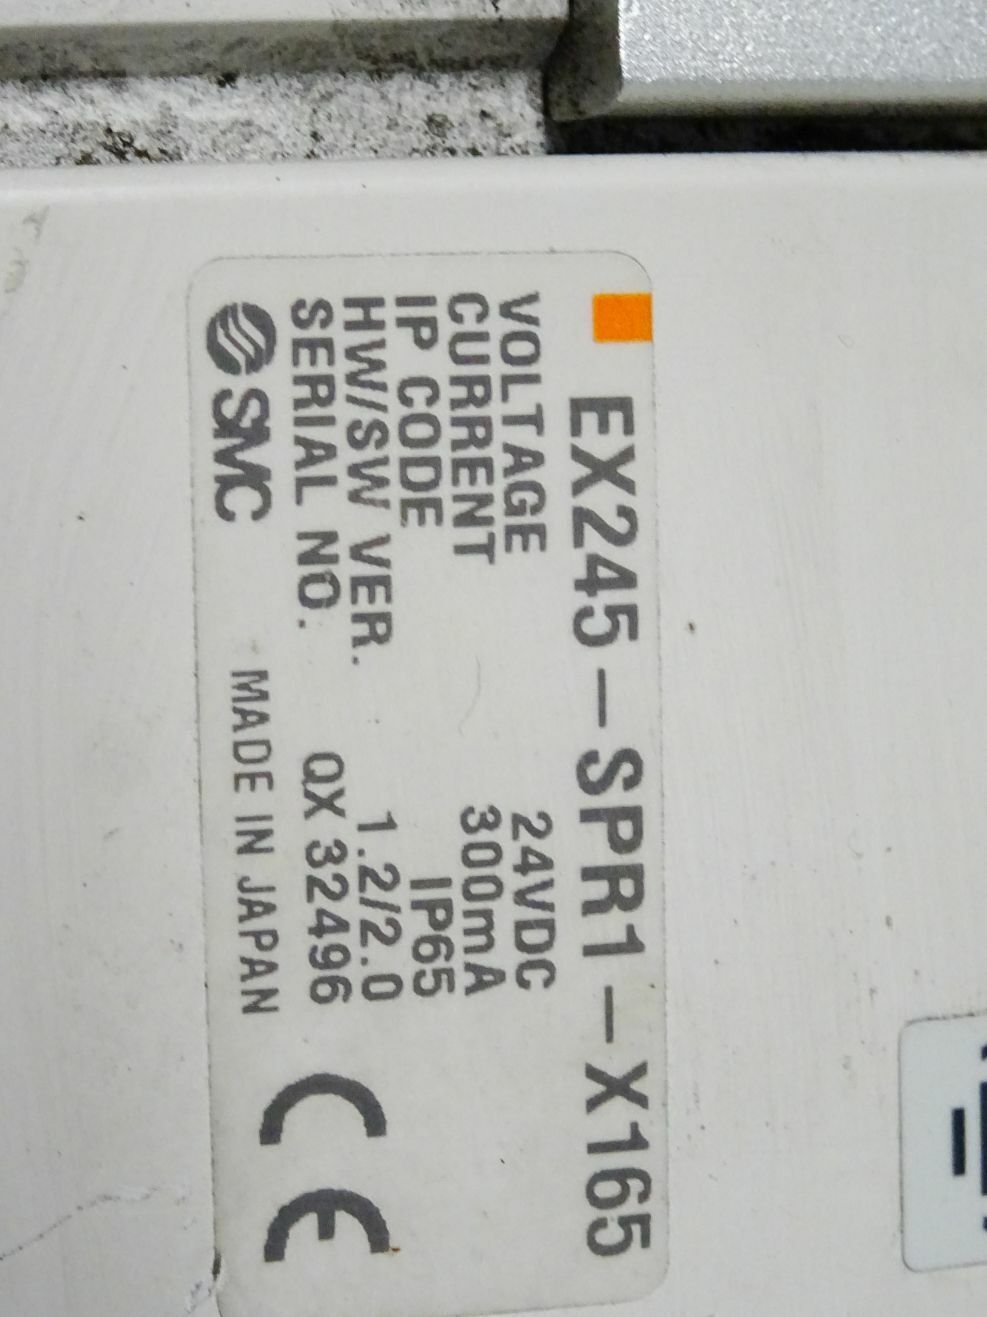 EX245-SPR1-X165
VOLTAGE 24VDC
CURRENT 300mA
IP CODE IP65
HW/SW VER. 1.2/2.0
SERIAL NO. QX 32496
SMC MADE IN JAPAN CE